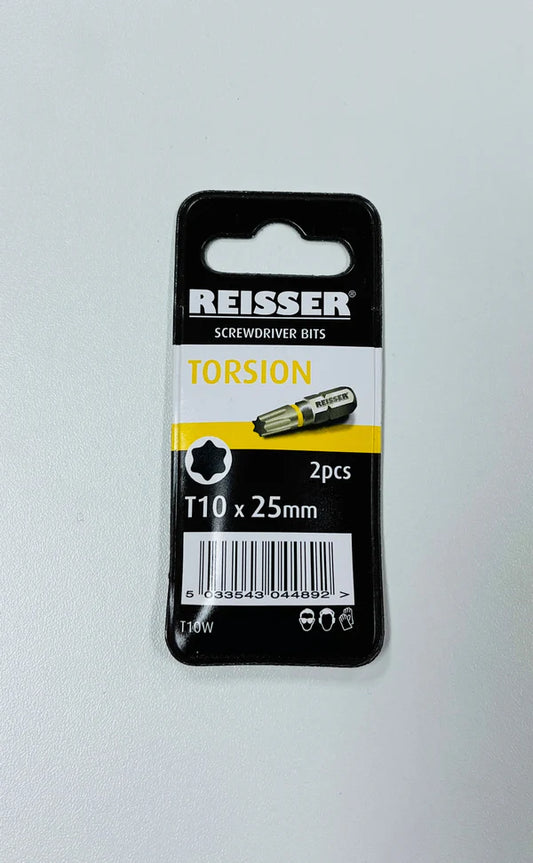 REISSER®
SCREWDRIVER BITS
TORSION
REISSER
2pcs
T10 x 25mm
5 033543 044892 >
T10W